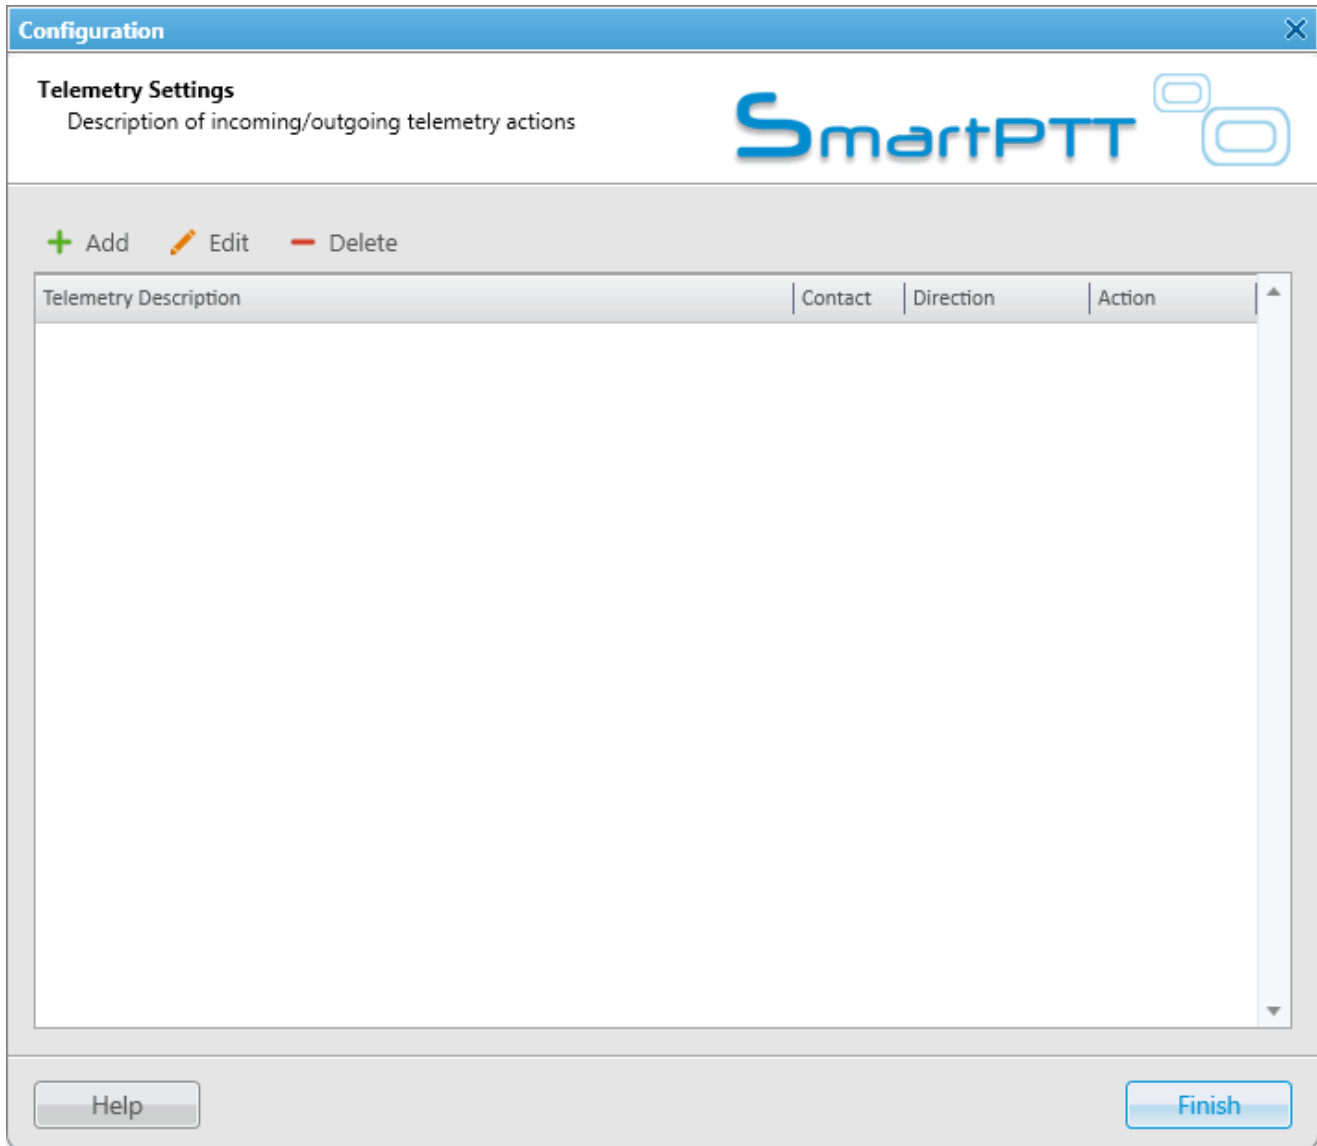 Configuration
Telemetry Settings
Description of incoming/outgoing telemetry actions
SmartPTT
Add Edit Delete
Telemetry Description Contact Direction Action
Help Finish